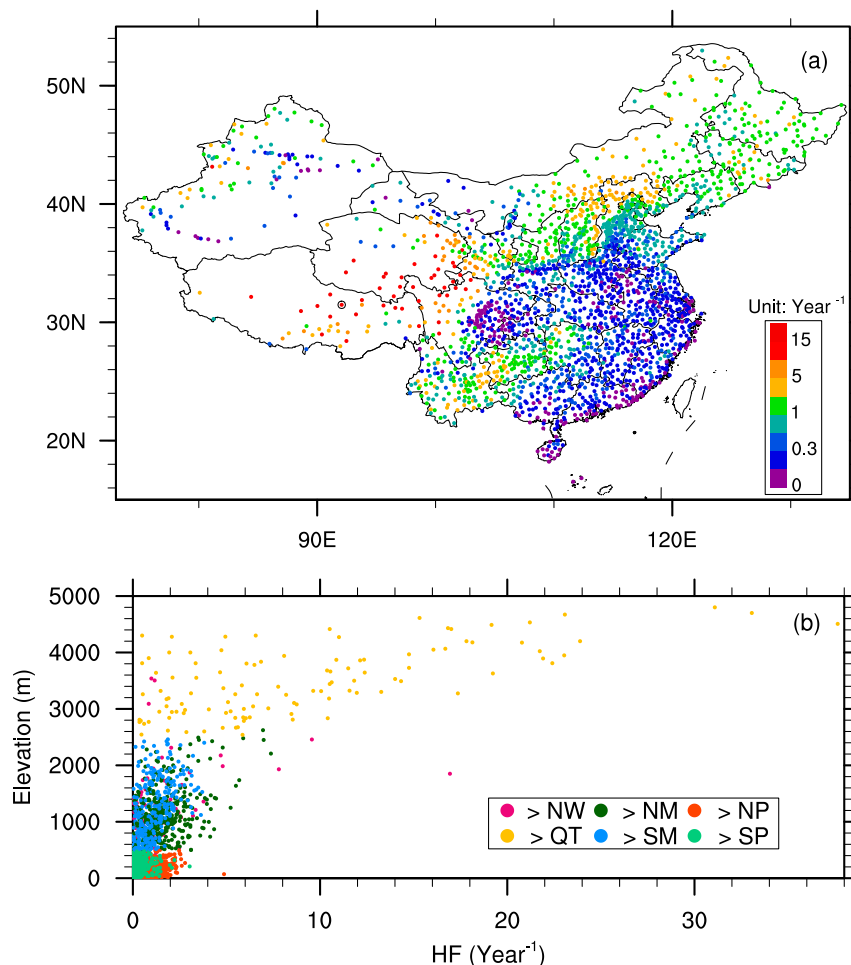 (a)
50N
40N
30N
20N
90E
120E
Unit: Year -1
15
5
1
0.3
0
(b)
5000
4000
3000
2000
1000
0
Elevation (m)
> NW > NM > NP
> QT > SM > SP
0 10 20 30
HF (Year-1)